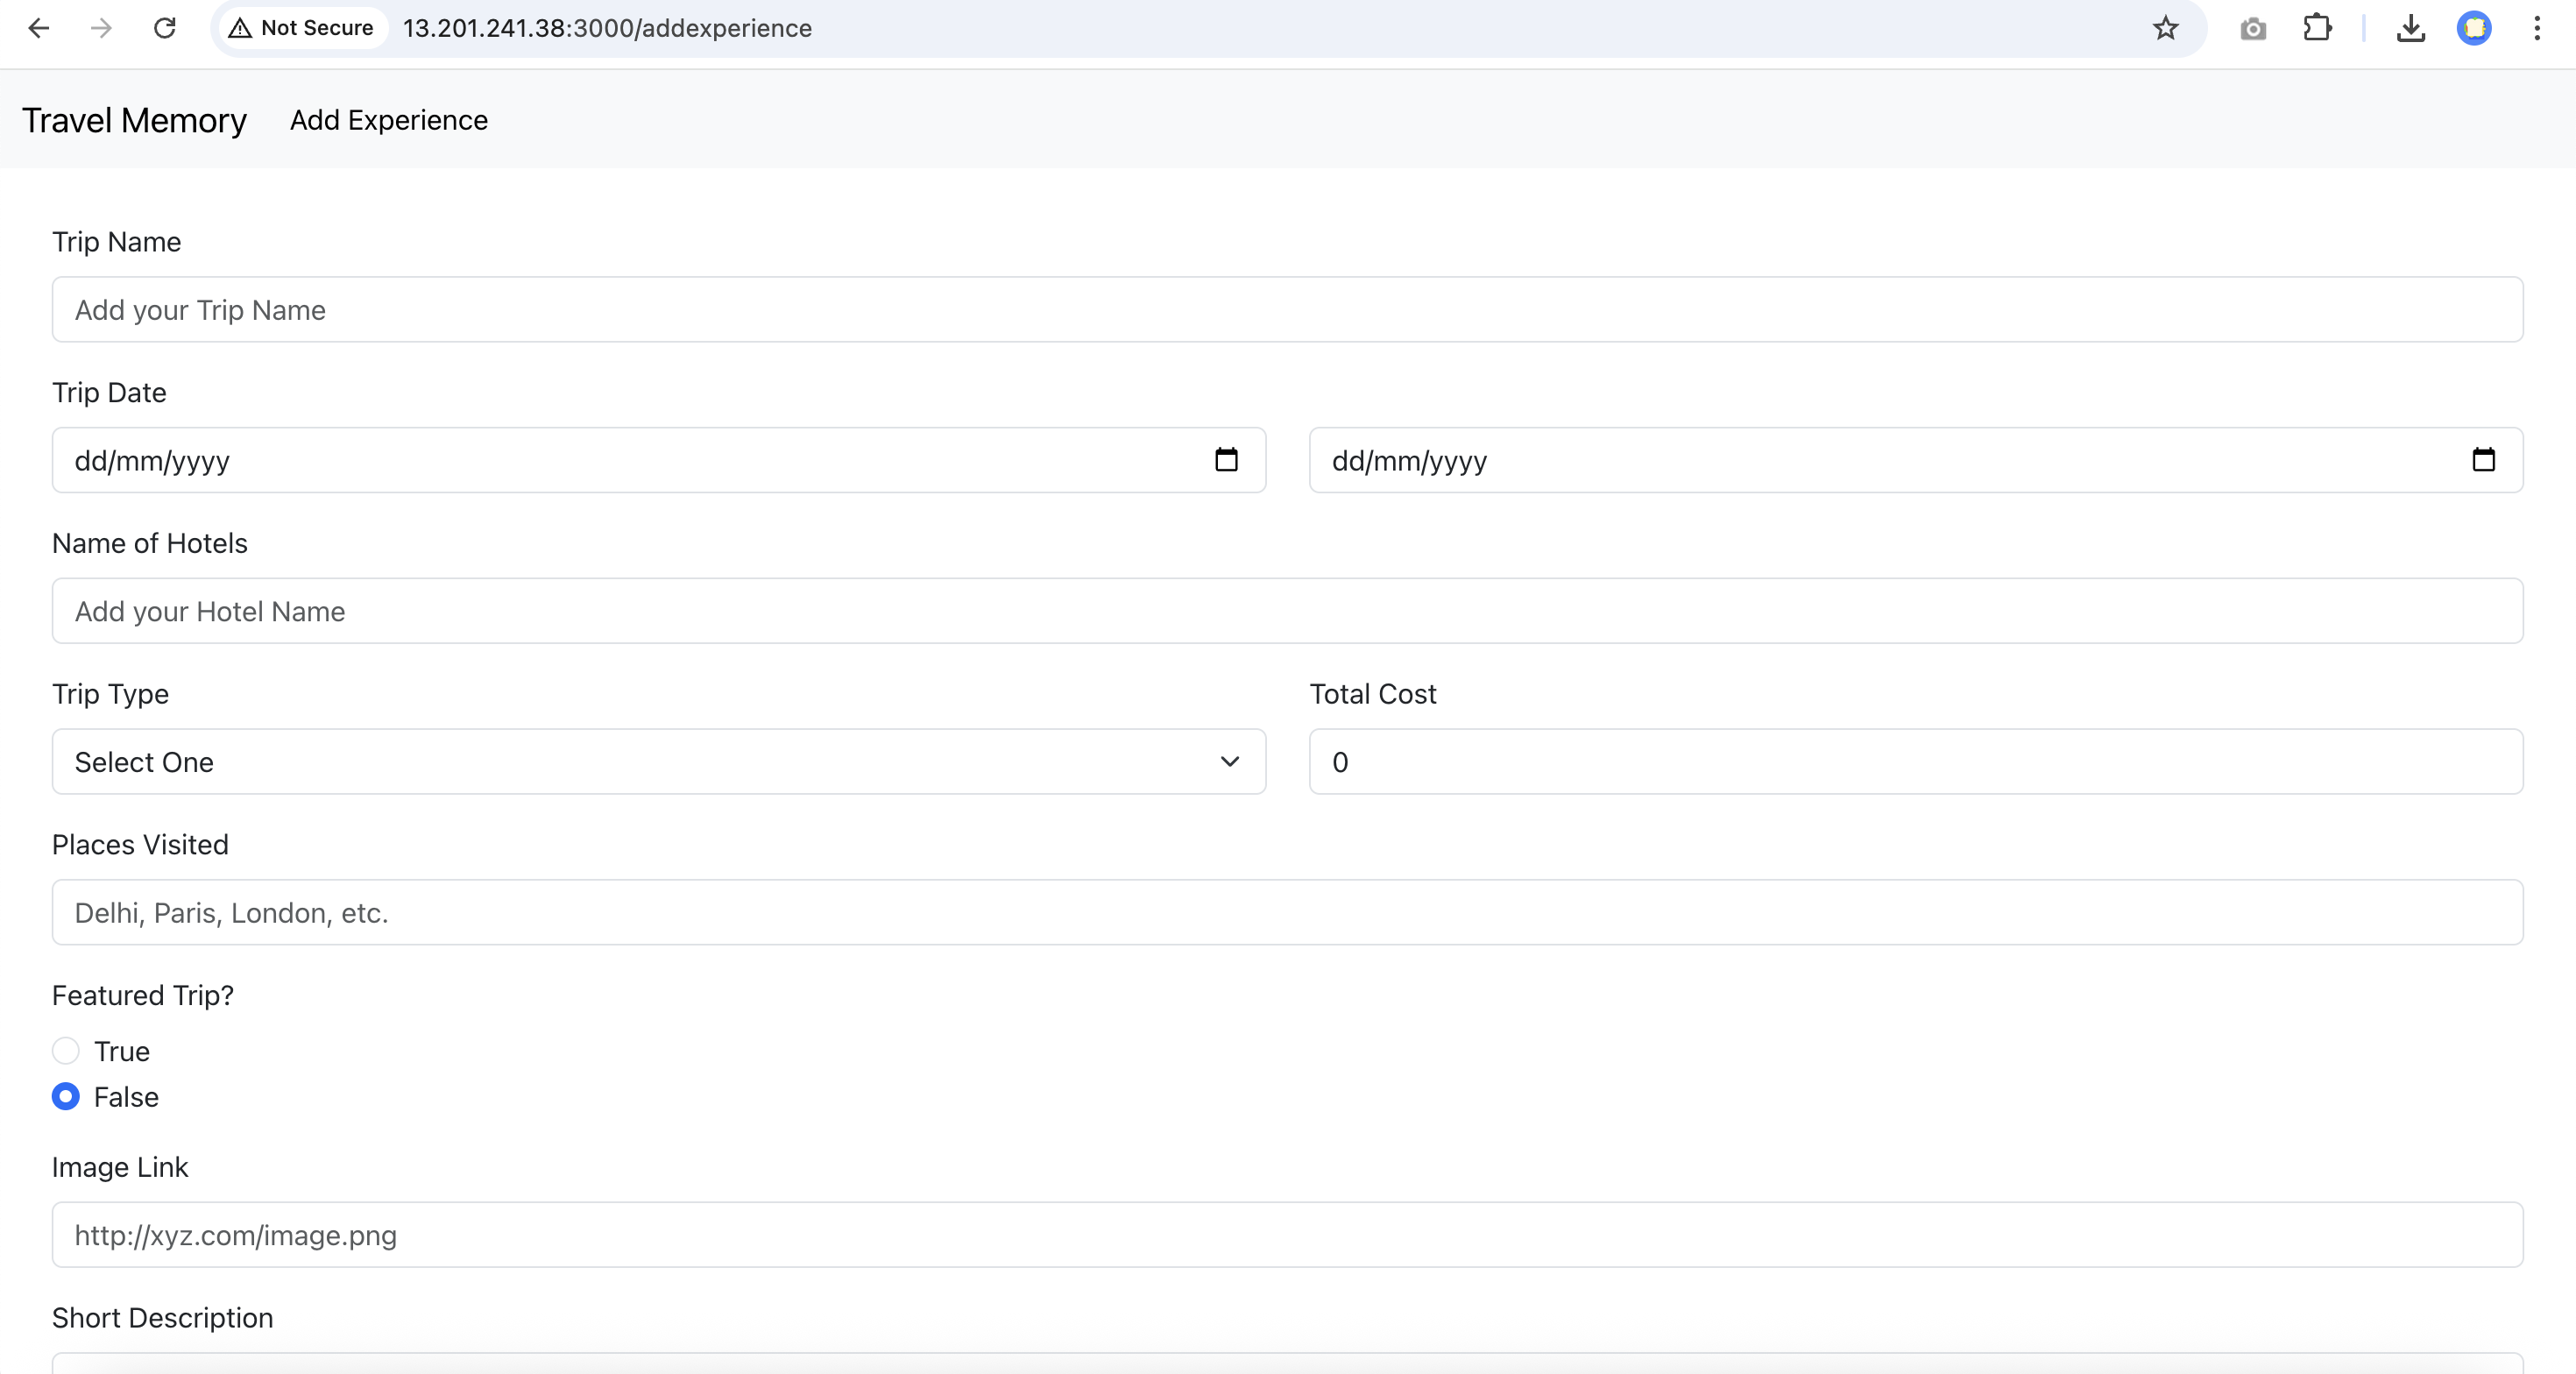 Not Secure 13.201.241.38:3000/addexperience
Travel Memory Add Experience
Trip Name
Add your Trip Name
Trip Date
dd/mm/yyyy dd/mm/yyyy
Name of Hotels
Add your Hotel Name
Trip Type Total Cost
Select One 0
Places Visited
Delhi, Paris, London, etc.
Featured Trip?
True
False
Image Link
http://xyz.com/image.png
Short Description